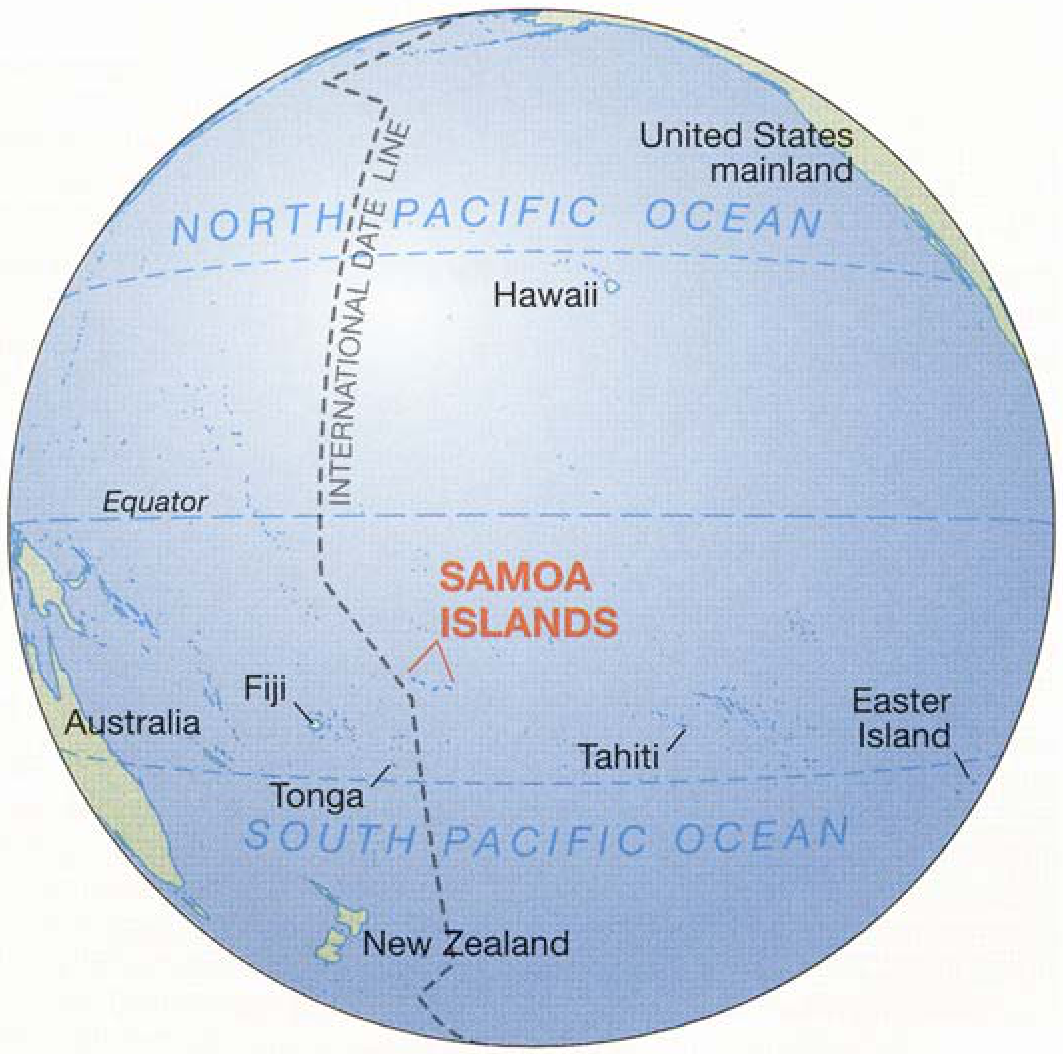 United States
mainland
NORTH PACIFIC OCEAN
INTERNATIONAL DATE LINE
Hawaii
Equator
SAMOA
ISLANDS
Fiji
Australia
Easter
Island
Tahiti
Tonga
SOUTH PACIFIC OCEAN
New Zealand